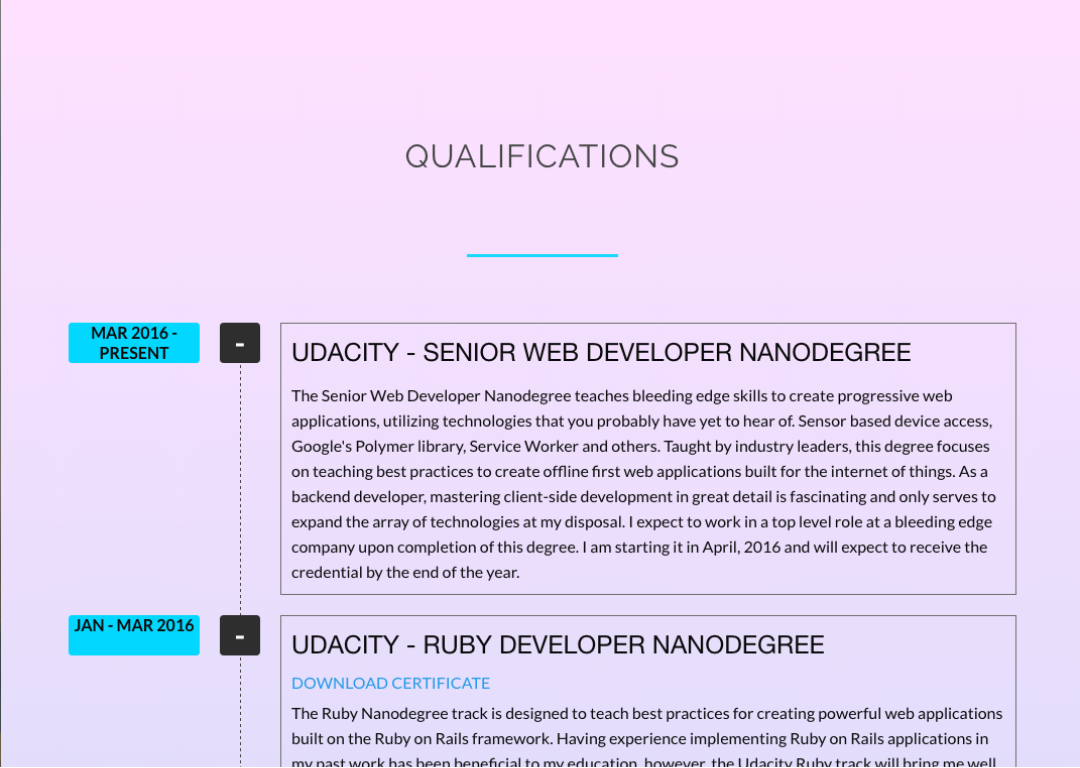 QUALIFICATIONS
MAR 2016 -
PRESENT
-
UDACITY - SENIOR WEB DEVELOPER NANODEGREE
The Senior Web Developer Nanodegree teaches bleeding edge skills to create progressive web
applications, utilizing technologies that you probably have yet to hear of. Sensor based device access,
Google's Polymer library, Service Worker and others. Taught by industry leaders, this degree focuses
on teaching best practices to create offline first web applications built for the internet of things. As a
backend developer, mastering client-side development in great detail is fascinating and only serves to
expand the array of technologies at my disposal. I expect to work in a top level role at a bleeding edge
company upon completion of this degree. I am starting it in April, 2016 and will expect to receive the
credential by the end of the year.
JAN - MAR 2016
-
UDACITY - RUBY DEVELOPER NANODEGREE
DOWNLOAD CERTIFICATE
The Ruby Nanodegree track is designed to teach best practices for creating powerful web applications
built on the Ruby on Rails framework. Having experience implementing Ruby on Rails applications in
my past work has been beneficial to my education, however, the Udacity Ruby track will bring me well